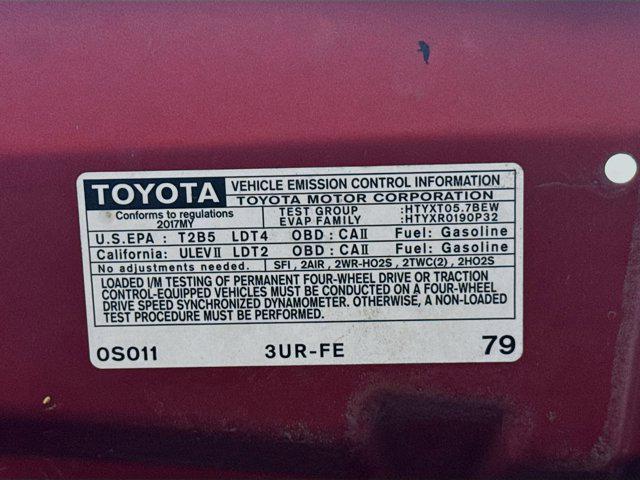 TOYOTA
VEHICLE EMISSION CONTROL INFORMATION
TOYOTA MOTOR CORPORATION
Conforms to regulations
2017MY
TEST GROUP :HTYXT05.7BEW
EVAP FAMILY :HTYXR0190P32
U.S.EPA : T2B5 LDT4 OBD : CAII Fuel: Gasoline
California: ULEVII LDT2 OBD : CAII Fuel: Gasoline
No adjustments needed. SFI , 2AIR , 2WR-HO2S , 2TWC(2) , 2HO2S
LOADED I/M TESTING OF PERMANENT FOUR-WHEEL DRIVE OR TRACTION
CONTROL-EQUIPPED VEHICLES MUST BE CONDUCTED ON A FOUR-WHEEL
DRIVE SPEED SYNCHRONIZED DYNAMOMETER. OTHERWISE, A NON-LOADED
TEST PROCEDURE MUST BE PERFORMED.
0S011 3UR-FE 79